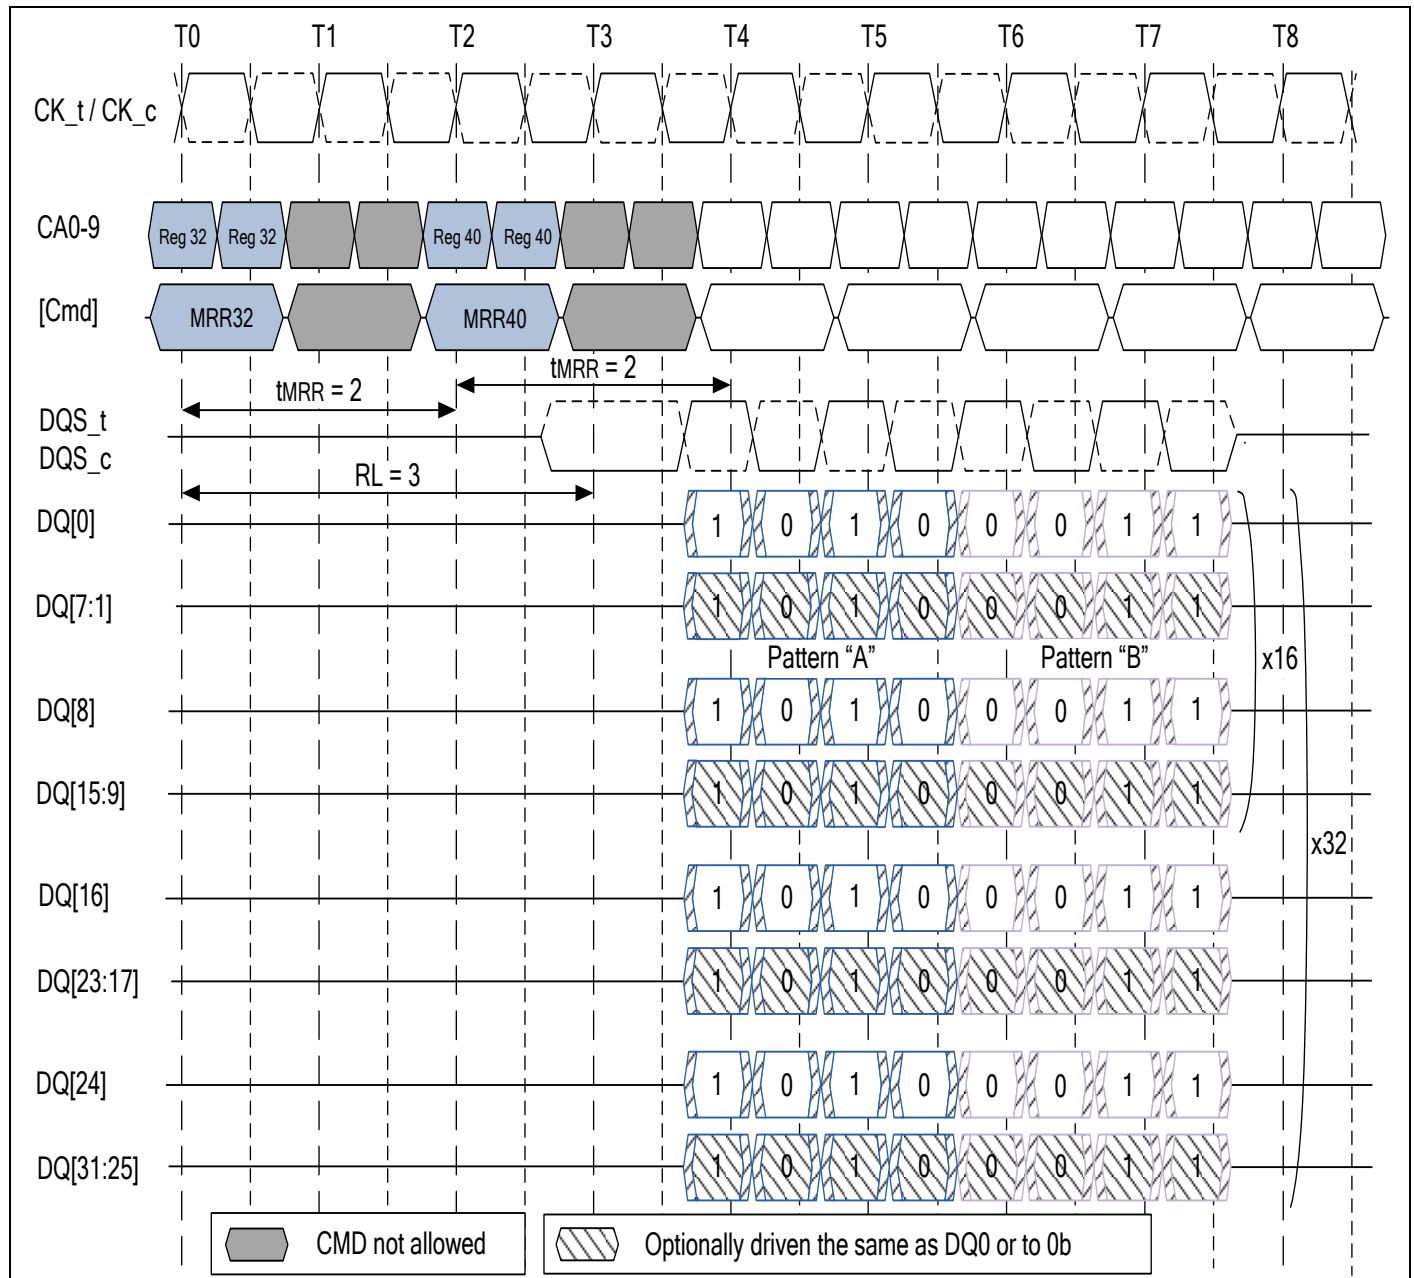 T0 T1 T2 T3 T4 T5 T6 T7 T8
CK_t / CK_c
CA0-9 Reg 32 Reg 32 Reg 40 Reg 40
[Cmd] MRR32 MRR40
tMRR = 2 tMRR = 2
DQS_t
DQS_c
RL = 3
DQ[0] 1 0 1 0 0 0 1 1
DQ[7:1] 1 0 1 0 0 0 1 1
Pattern “A” Pattern “B” x16
DQ[8] 1 0 1 0 0 0 1 1
DQ[15:9] 1 0 1 0 0 0 1 1
x32
DQ[16] 1 0 1 0 0 0 1 1
DQ[23:17] 1 0 1 0 0 0 1 1
DQ[24] 1 0 1 0 0 0 1 1
DQ[31:25] 1 0 1 0 0 0 1 1
CMD not allowed Optionally driven the same as DQ0 or to 0b